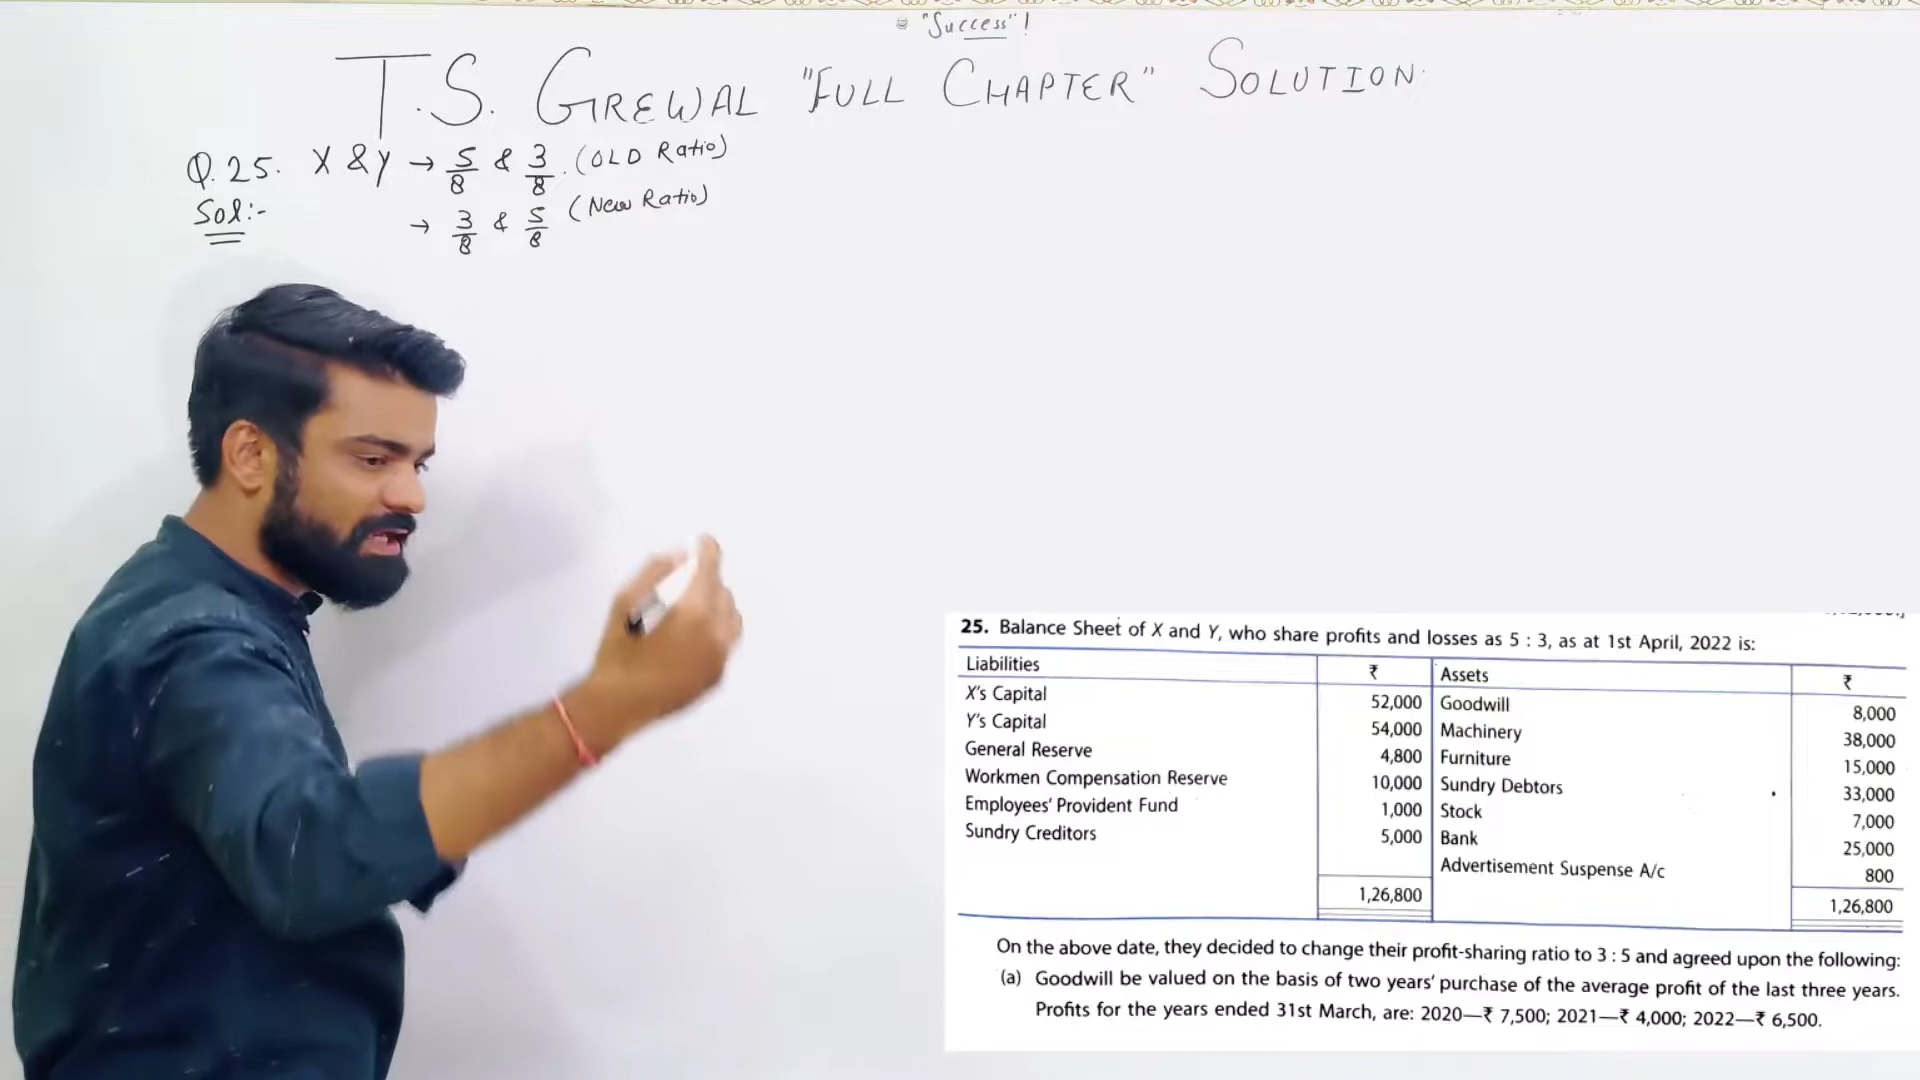 "Success"!
T.S. GREWAL "FULL CHAPTER" SOLUTION
Q.25. X & Y → 5/8 & 3/8 (OLD Ratio)
Sol:- → 3/8 & 5/8 (New Ratio)
25. Balance Sheet of X and Y, who share profits and losses as 5 : 3, as at 1st April, 2022 is:
Liabilities ₹ Assets ₹
X's Capital 52,000 Goodwill 8,000
Y's Capital 54,000 Machinery 38,000
General Reserve 4,800 Furniture 15,000
Workmen Compensation Reserve 10,000 Sundry Debtors 33,000
Employees' Provident Fund 1,000 Stock 7,000
Sundry Creditors 5,000 Bank 25,000
Advertisement Suspense A/c 800
1,26,800 1,26,800
On the above date, they decided to change their profit-sharing ratio to 3 : 5 and agreed upon the following:
(a) Goodwill be valued on the basis of two years' purchase of the average profit of the last three years.
Profits for the years ended 31st March, are: 2020—₹ 7,500; 2021—₹ 4,000; 2022—₹ 6,500.